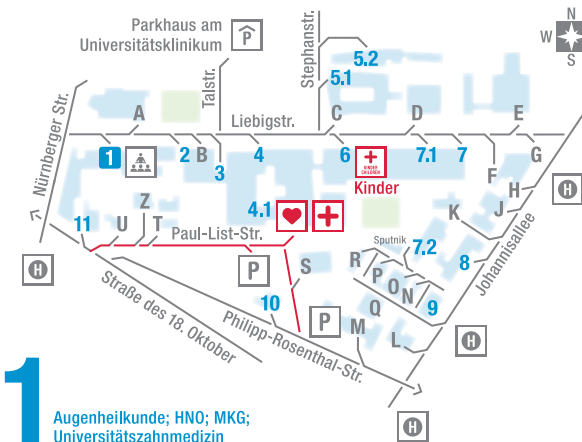 Parkhaus am
Universitätsklinikum
P
N
W
S
Nürnberger Str.
Talstr.
Stephanstr.
5.2
5.1
A
Liebigstr.
C
D
E
1
2
B
3
4
6
KINDER
CHILDREN
Kinder
7.1
7
F
G
H
H
J
K
4.1
Z
11
U
T
Paul-List-Str.
Sputnik
7.2
R
P
O
N
8
9
Johannisallee
H
P
S
Q
10
P
M
L
H
Straße des 18. Oktober
Philipp-Rosenthal-Str.
H
1
Augenheilkunde; HNO; MKG;
Universitätszahnmedizin